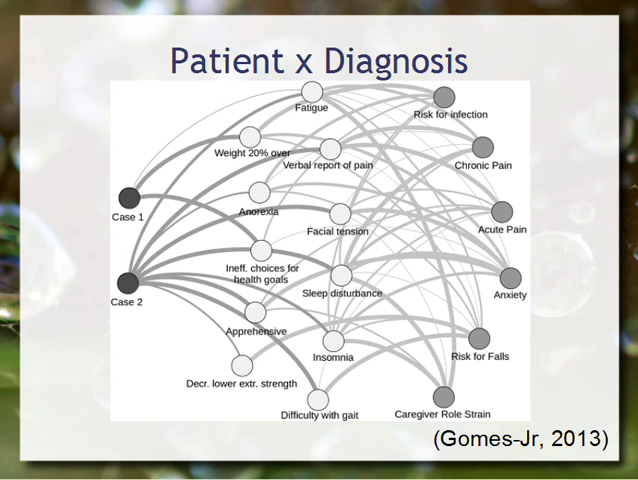 Patient x Diagnosis
Fatigue
Risk for infection
Weight 20% over
Verbal report of pain
Chronic Pain
Case 1
Anorexia
Facial tension
Acute Pain
Ineff. choices for
health goals
Case 2
Sleep disturbance
Anxiety
Apprehensive
Insomnia
Risk for Falls
Decr. lower extr. strength
Difficulty with gait
Caregiver Role Strain
(Gomes-Jr, 2013)